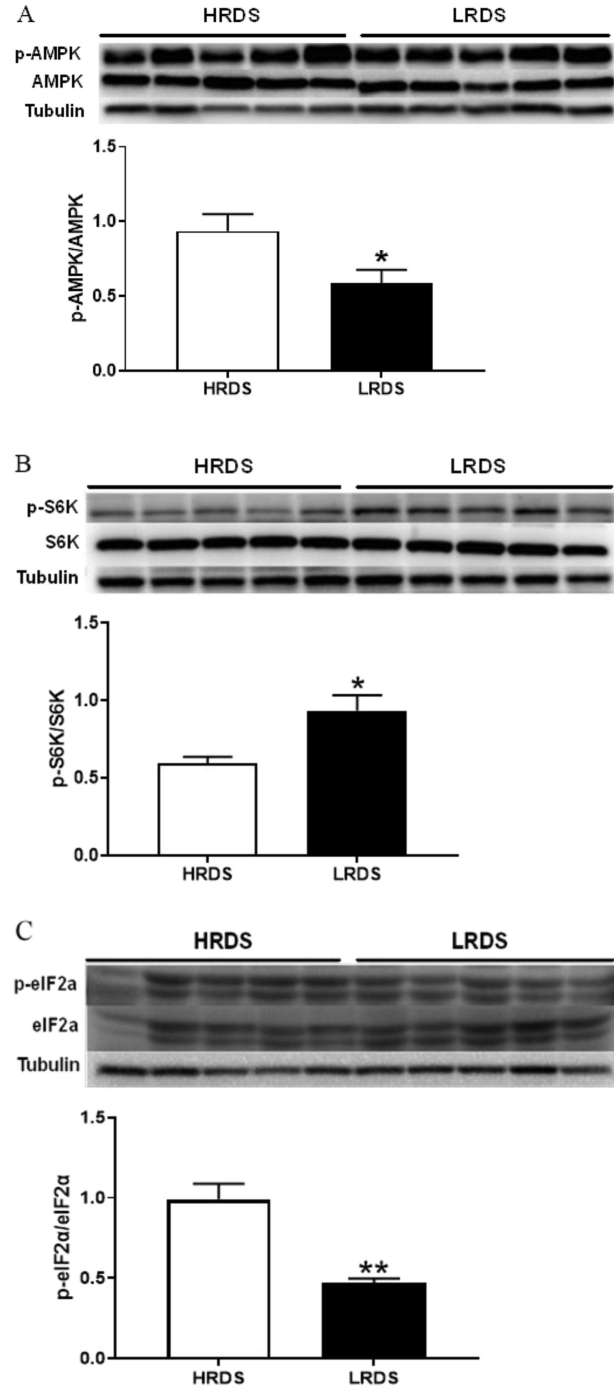 A
HRDS LRDS
p-AMPK
AMPK
Tubulin
p-AMPK/AMPK
1.5
1.0
0.5
0.0
*
HRDS LRDS
B
HRDS LRDS
p-S6K
S6K
Tubulin
p-S6K/S6K
1.5
1.0
0.5
0.0
*
HRDS LRDS
C
HRDS LRDS
p-eIF2a
eIF2a
Tubulin
p-eIF2α/eIF2α
1.5
1.0
0.5
0.0
**
HRDS LRDS